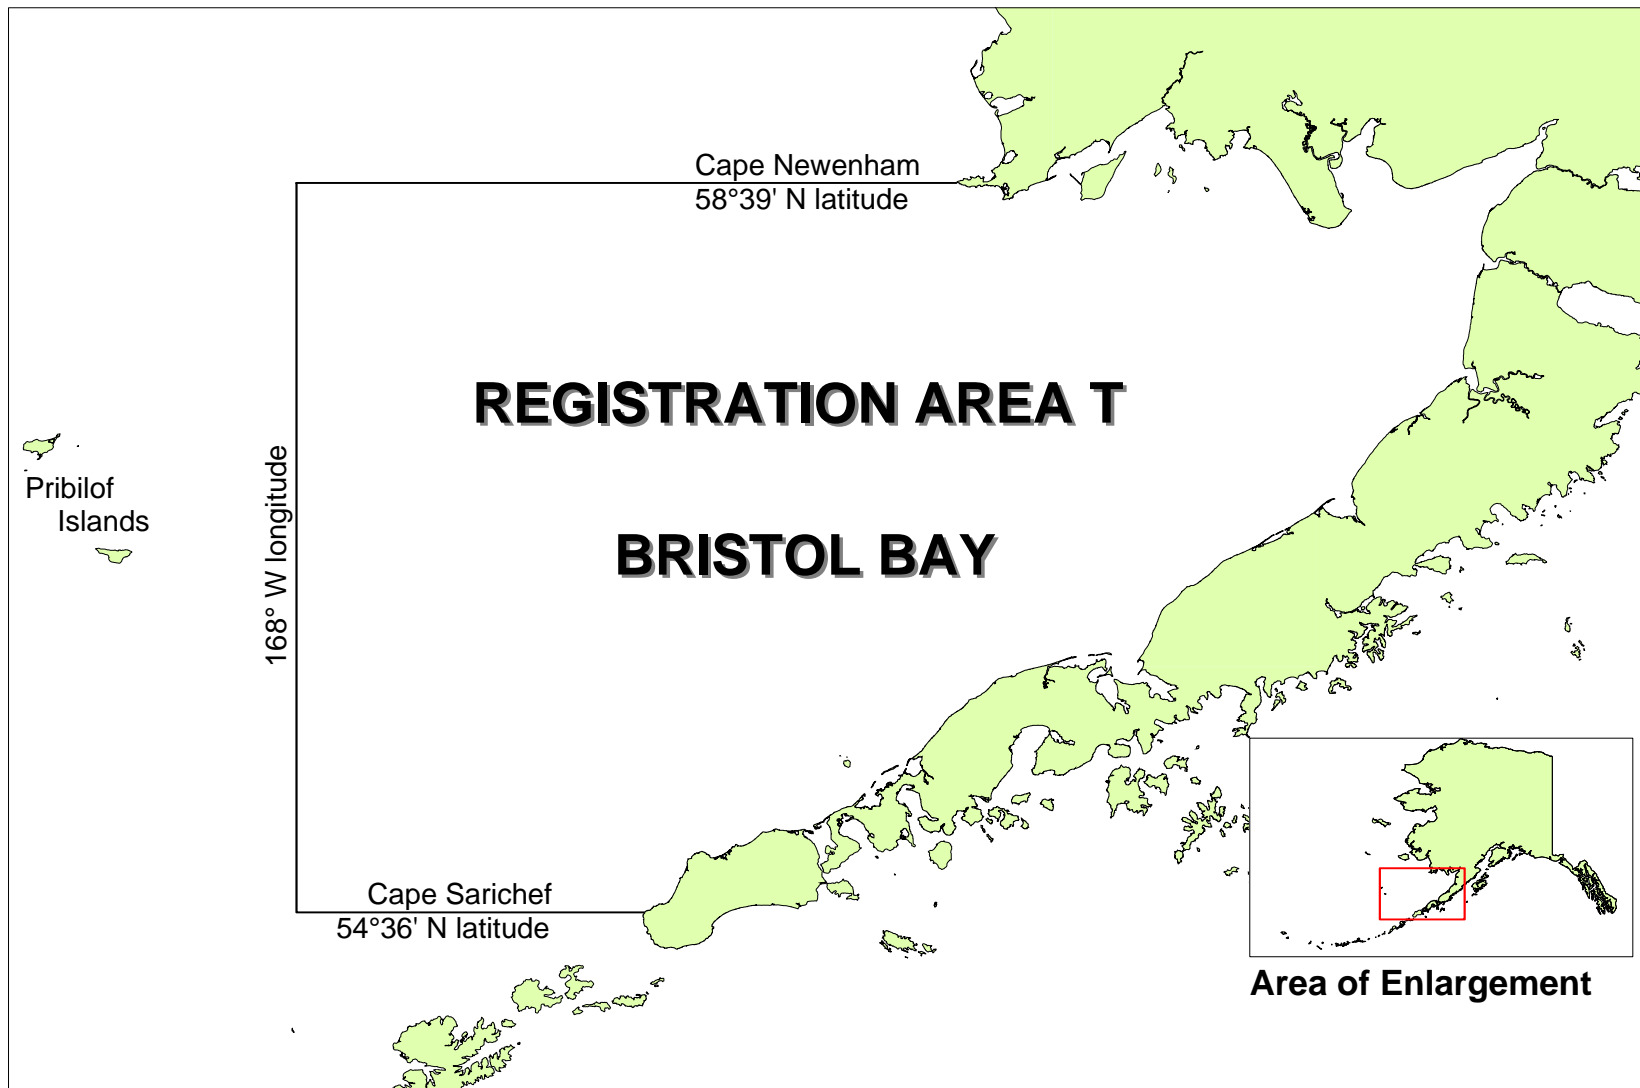 Cape Newenham
58°39' N latitude
REGISTRATION AREA T
Pribilof
Islands
168° W longitude
BRISTOL BAY
Cape Sarichef
54°36' N latitude
Area of Enlargement